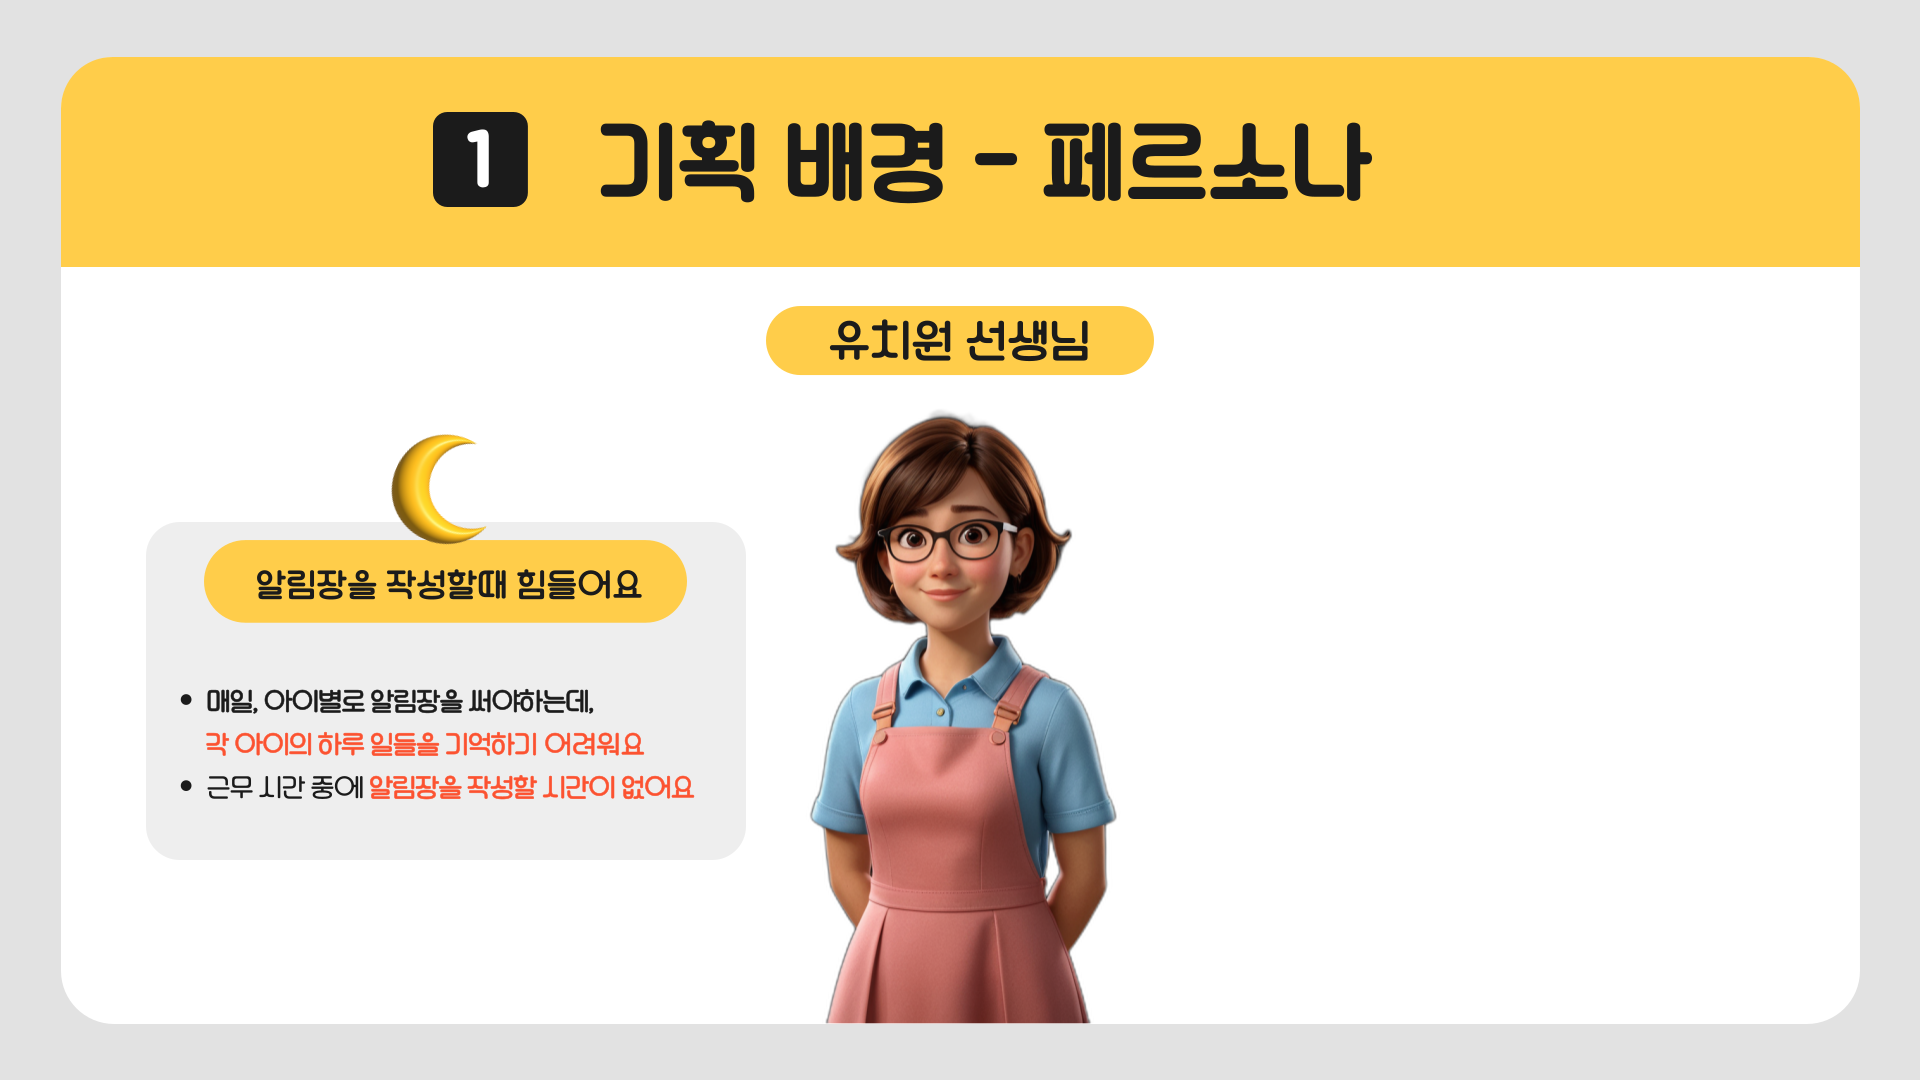 1 기획 배경 - 페르소나
유치원 선생님
알림장을 작성할때 힘들어요
• 매일, 아이별로 알림장을 써야하는데,
각 아이의 하루 일들을 기억하기 어려워요
• 근무 시간 중에 알림장을 작성할 시간이 없어요